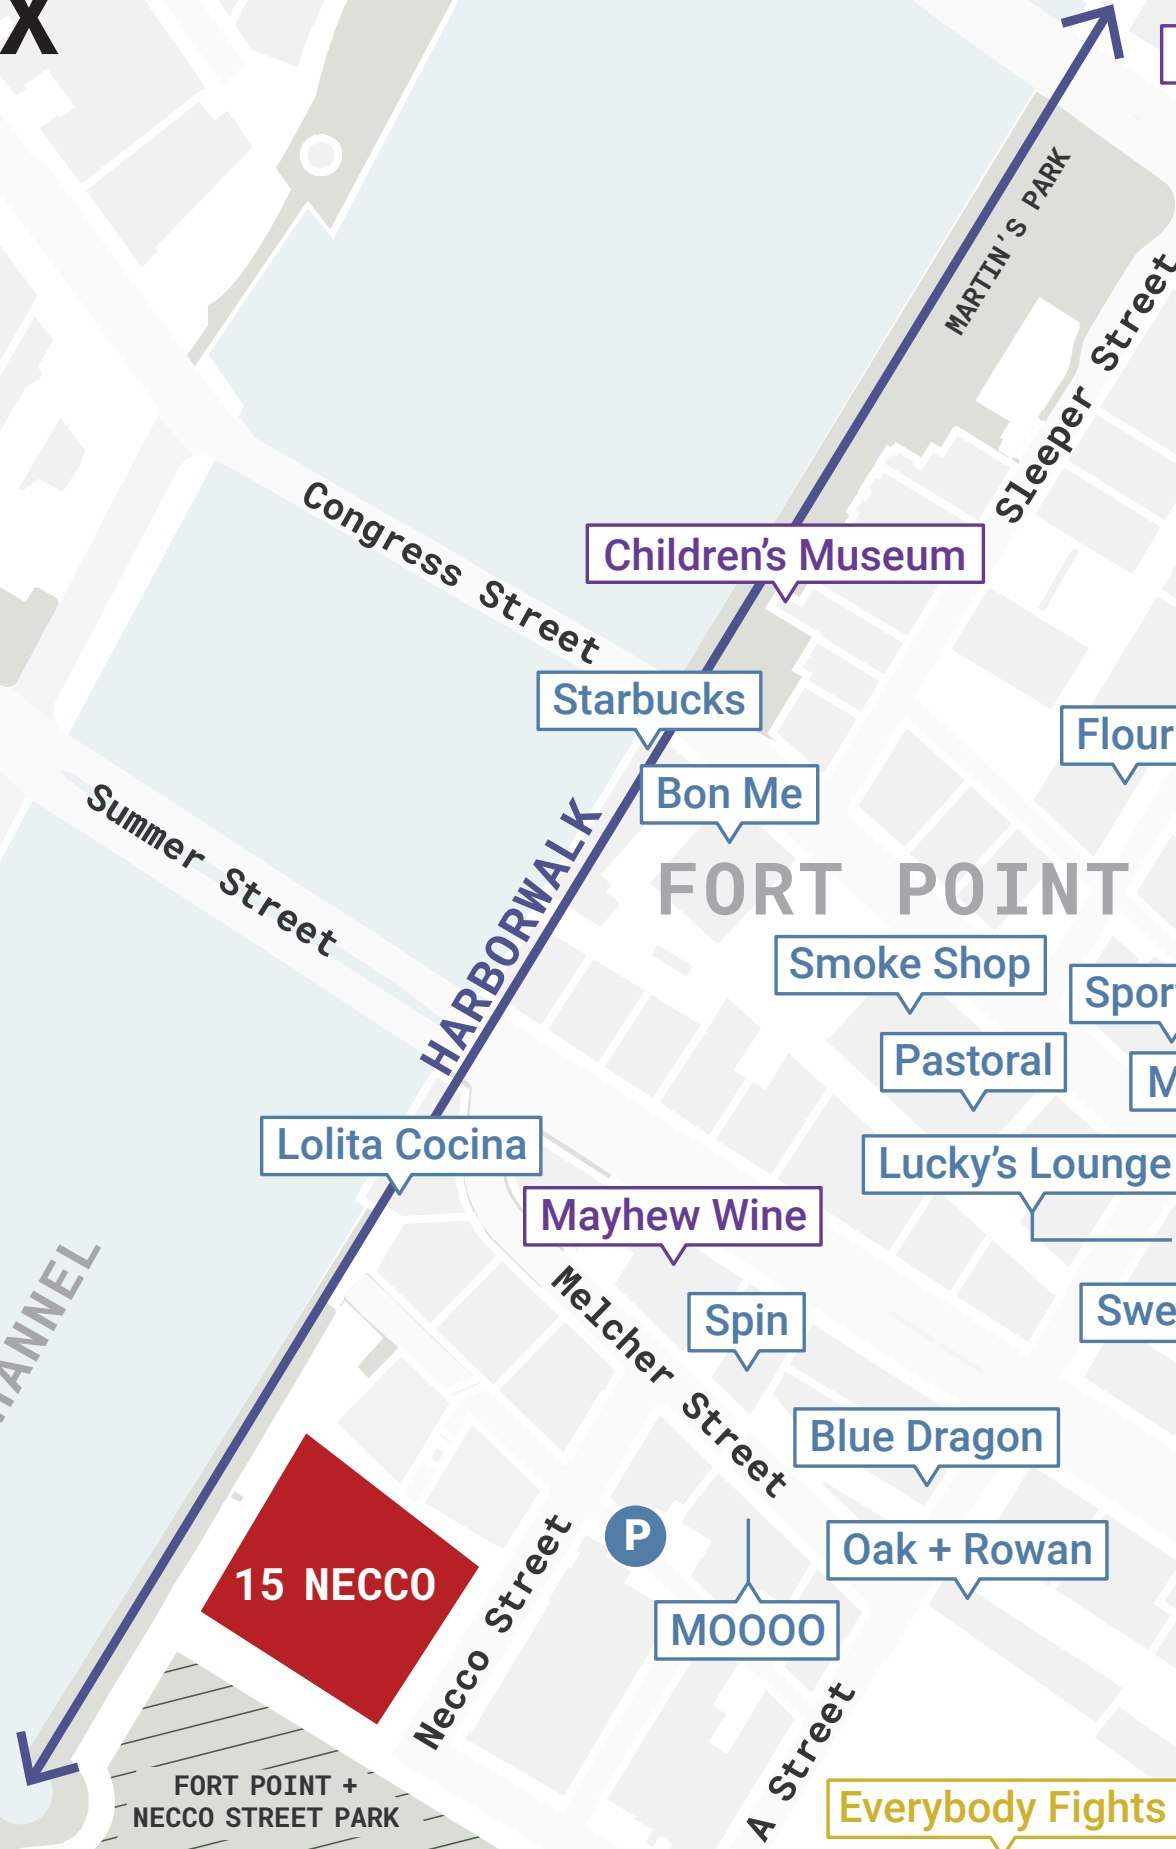 X
MARTIN'S PARK
Sleeper Street
Congress Street
Children's Museum
Starbucks
Flour
Bon Me
Summer Street
HARBORWALK
FORT POINT
Smoke Shop
Pastoral
Lolita Cocina
Lucky's Lounge
Mayhew Wine
Melcher Street
Spin
Blue Dragon
P
Oak + Rowan
15 NECCO
Necco Street
MOOOO
A Street
FORT POINT +
NECCO STREET PARK
Everybody Fights